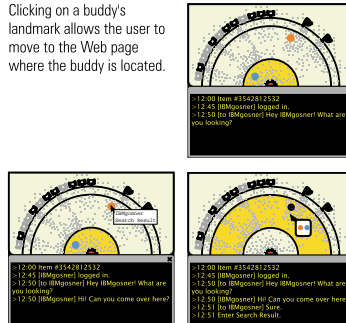 Clicking on a buddy's
landmark allows the user to
move to the Web page
where the buddy is located.
>12:00 Item #3542812532
>12:45 [IBMgosner] logged in.
>12:50 [to IBMgosner] Hey IBMgosner! What are
you looking?
IBMgosner
Search Result
>12:00 Item #3542812532
>12:45 [IBMgosner] logged in.
>12:50 [to IBMgosner] Hey IBMgosner! What are
you looking?
>12:50 [IBMgosner] Hi! Can you come over here?
>12:00 Item #3542812532
>12:45 [IBMgosner] logged in.
>12:50 [to IBMgosner] Hey IBMgosner! What are
you looking?
>12:50 [IBMgosner] Hi! Can you come over here
>12:51 [to IBMgosner] Sure.
>12:51 Enter Search Result.